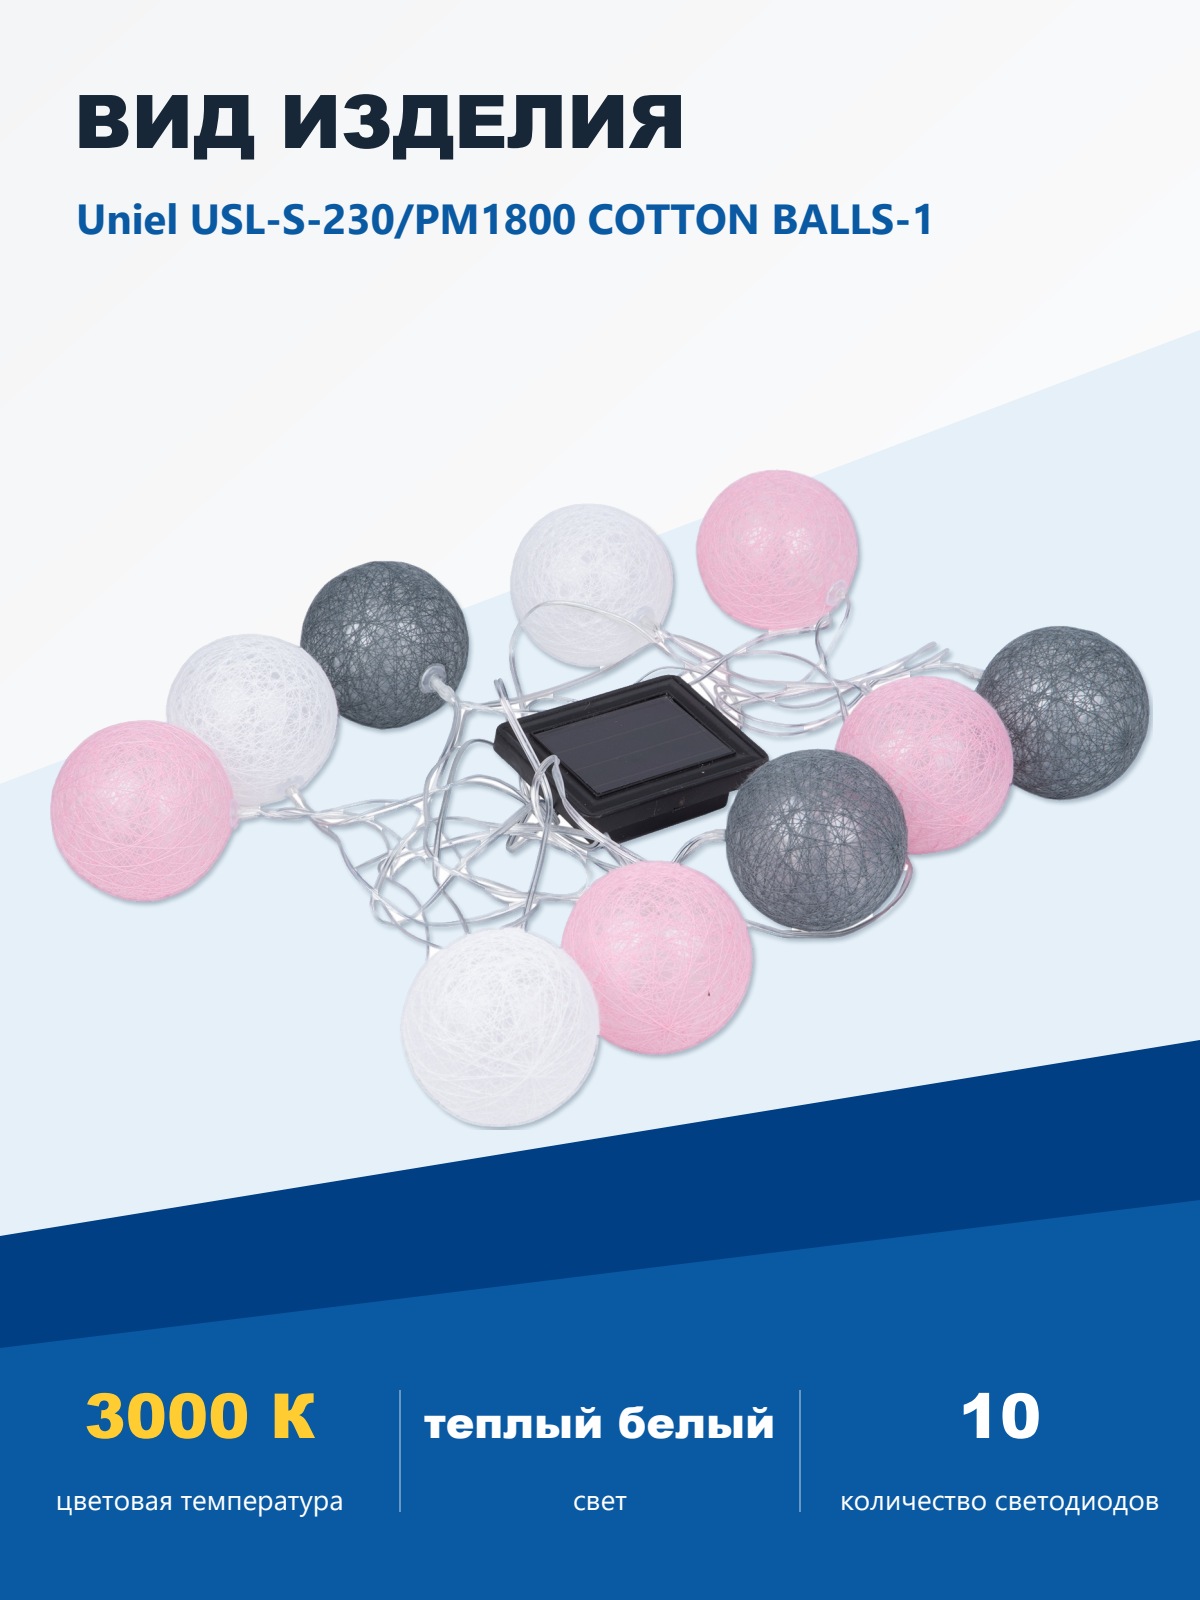 ВИД ИЗДЕЛИЯ
Uniel USL-S-230/PM1800 COTTON BALLS-1
3000 К
теплый белый
10
цветовая температура
свет
количество светодиодов